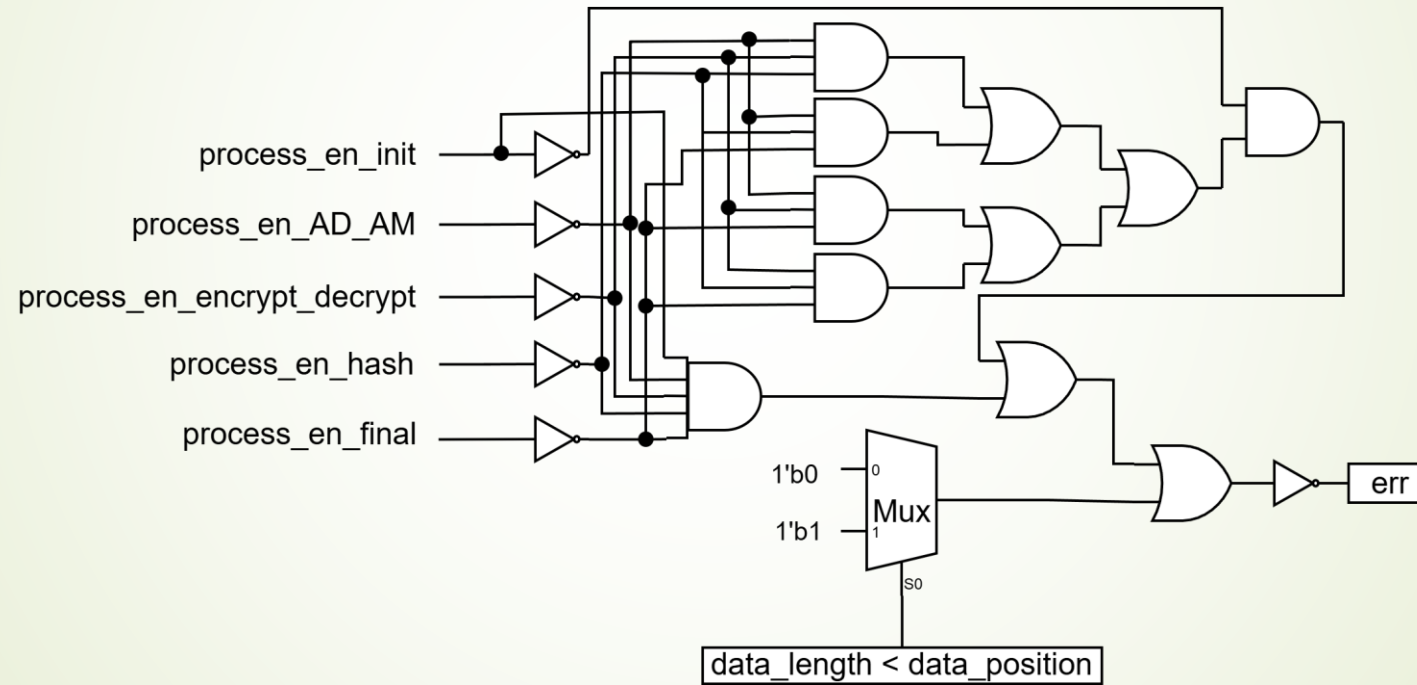 process_en_init
process_en_AD_AM
process_en_encrypt_decrypt
process_en_hash
process_en_final
1'b0
0
Mux
1'b1
1
S0
err
data_length < data_position